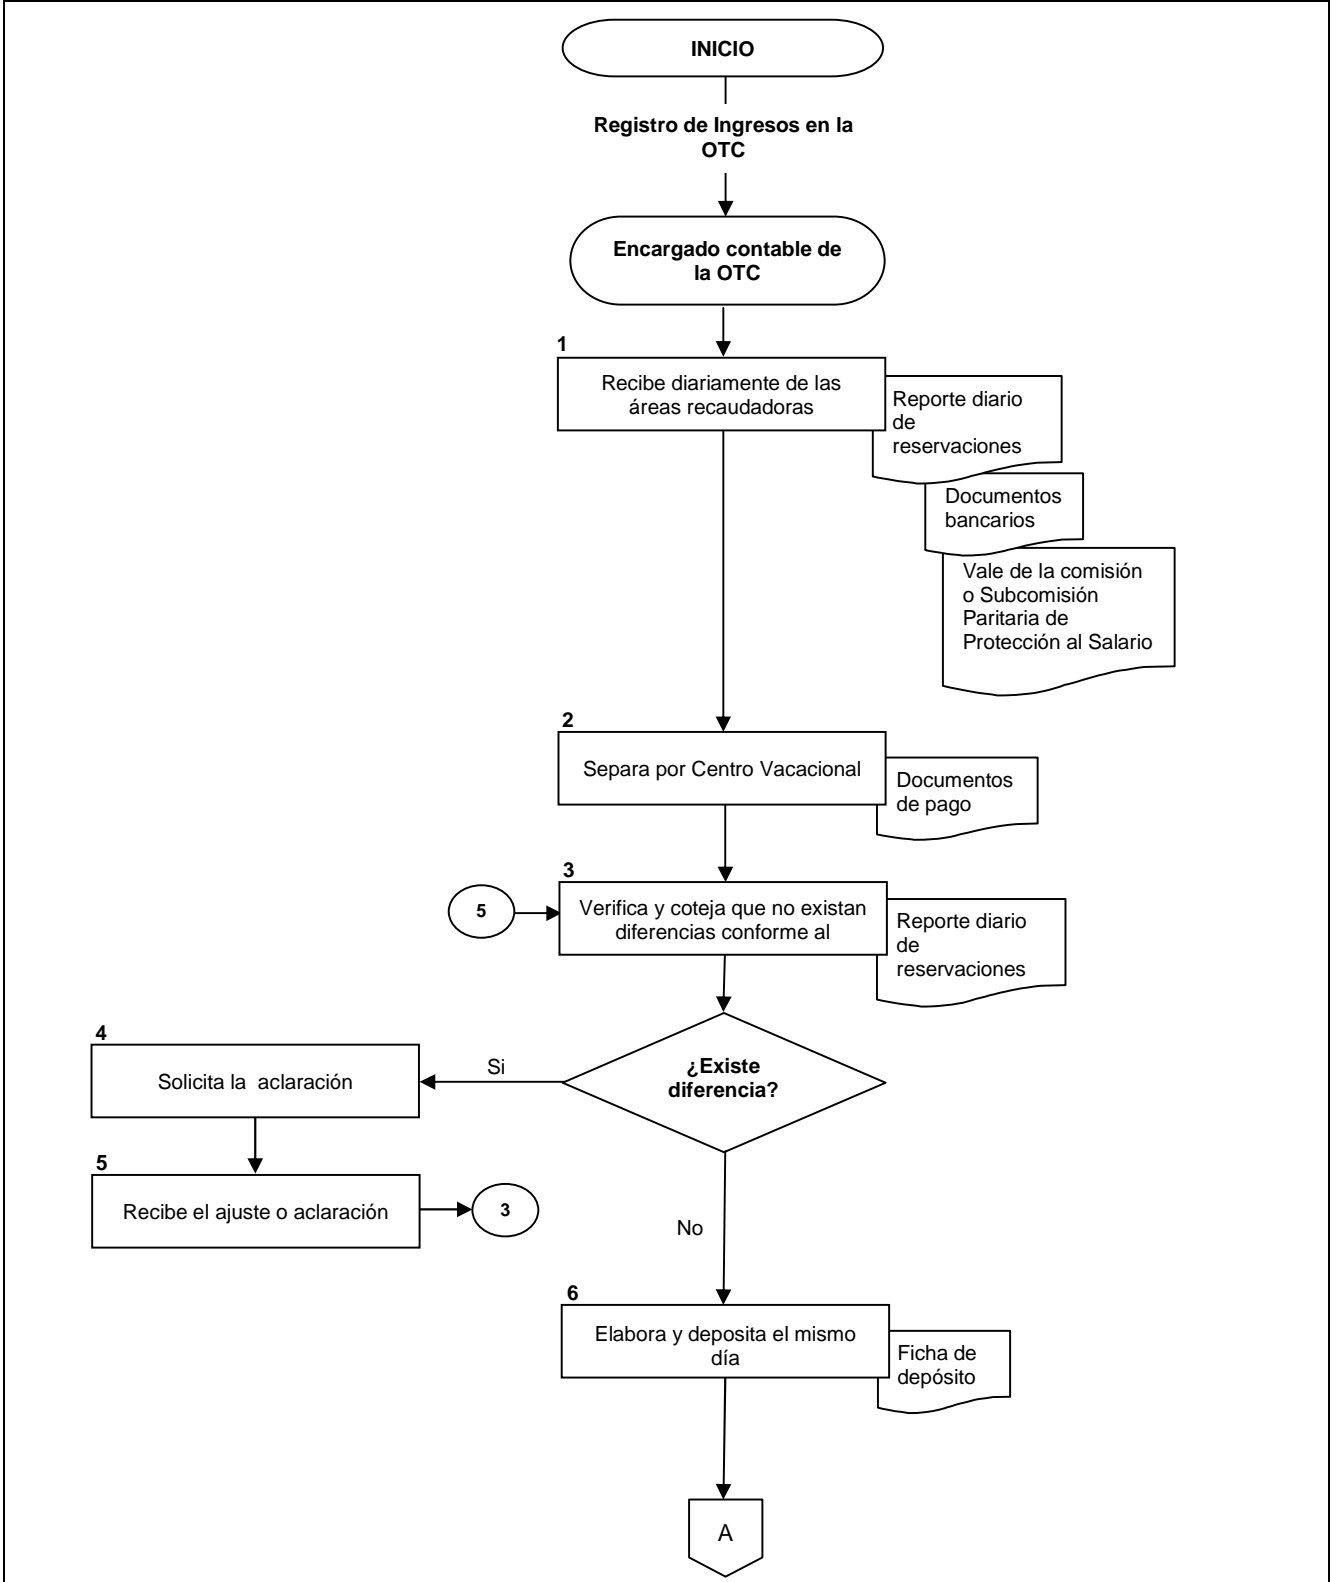 INICIO
Registro de Ingresos en la
OTC
Encargado contable de
la OTC
1
Recibe diariamente de las
áreas recaudadoras
Reporte diario
de
reservaciones
Documentos
bancarios
Vale de la comisión
o Subcomisión
Paritaria de
Protección al Salario
2
Separa por Centro Vacacional
Documentos
de pago
3
5
Verifica y coteja que no existan
diferencias conforme al
Reporte diario
de
reservaciones
¿Existe
diferencia?
Si
4
Solicita la aclaración
5
Recibe el ajuste o aclaración
3
No
6
Elabora y deposita el mismo
día
Ficha de
depósito
A